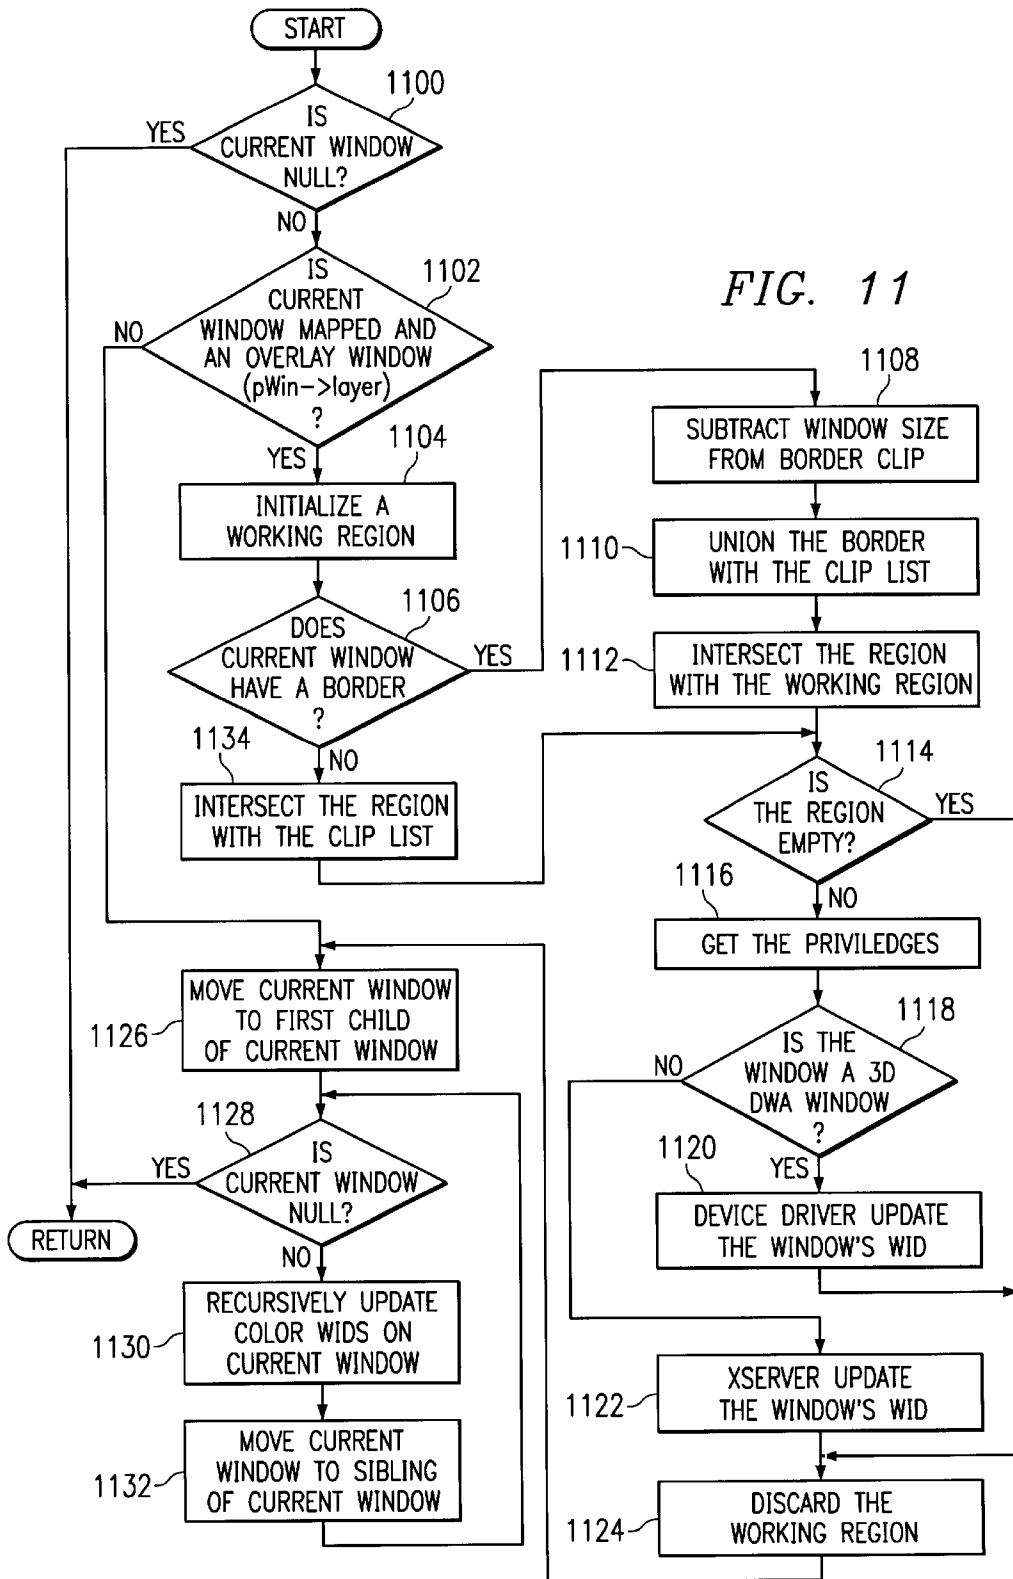 START
1100
IS
CURRENT WINDOW
NULL?
YES
NO
1102
IS
CURRENT
WINDOW MAPPED AND
AN OVERLAY WINDOW
(pWin->layer)
?
NO
YES
FIG. 11
1104
INITIALIZE A
WORKING REGION
1106
DOES
CURRENT WINDOW
HAVE A BORDER
?
YES
NO
1134
INTERSECT THE REGION
WITH THE CLIP LIST
1108
SUBTRACT WINDOW SIZE
FROM BORDER CLIP
1110
UNION THE BORDER
WITH THE CLIP LIST
1112
INTERSECT THE REGION
WITH THE WORKING REGION
1114
IS
THE REGION
EMPTY?
YES
NO
1116
GET THE PRIVILEDGES
1118
IS THE
WINDOW A 3D
DWA WINDOW
?
NO
YES
1120
DEVICE DRIVER UPDATE
THE WINDOW'S WID
1122
XSERVER UPDATE
THE WINDOW'S WID
1124
DISCARD THE
WORKING REGION
1126
MOVE CURRENT WINDOW
TO FIRST CHILD
OF CURRENT WINDOW
1128
IS
CURRENT WINDOW
NULL?
YES
NO
RETURN
1130
RECURSIVELY UPDATE
COLOR WIDS ON
CURRENT WINDOW
1132
MOVE CURRENT
WINDOW TO SIBLING
OF CURRENT WINDOW